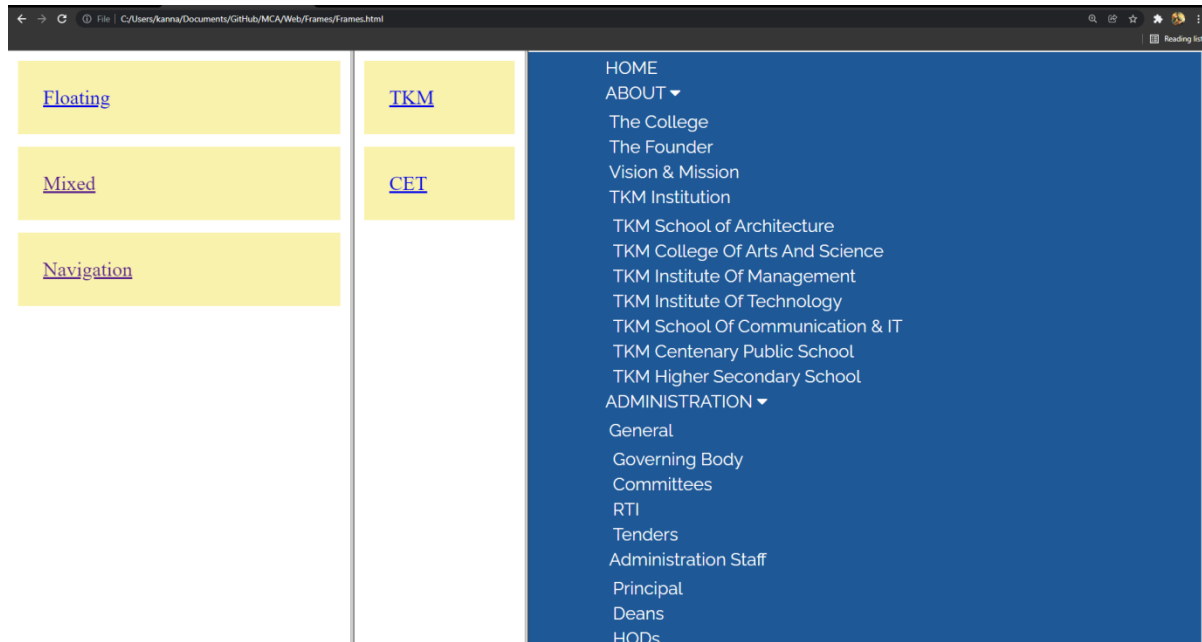 File | C:/Users/kanna/Documents/GitHub/MCA/Web/Frames/Frames.html
Reading list
Floating
Mixed
Navigation
TKM
CET
HOME
ABOUT
The College
The Founder
Vision & Mission
TKM Institution
TKM School of Architecture
TKM College Of Arts And Science
TKM Institute Of Management
TKM Institute Of Technology
TKM School Of Communication & IT
TKM Centenary Public School
TKM Higher Secondary School
ADMINISTRATION
General
Governing Body
Committees
RTI
Tenders
Administration Staff
Principal
Deans
HODs